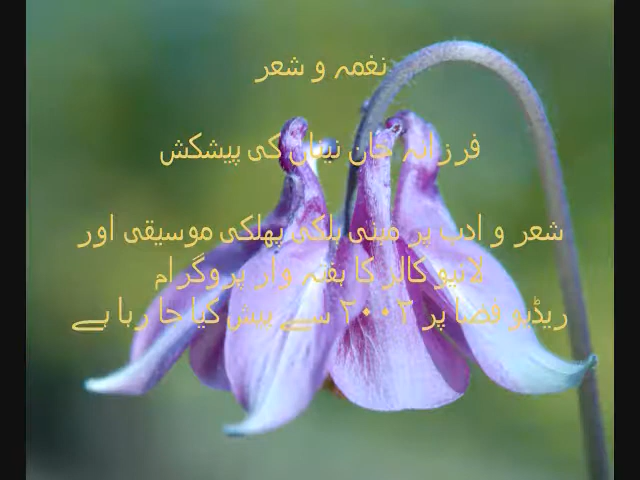 نغمہ و شعر
فرزانہ خان نیناں کی پیشکش
شعر و ادب پر مبنی ہلکی پھلکی موسیقی اور
لائیو کالز کا ہفتہ وار پروگرام
ریڈیو فضا پر ۲۰۰۲ سے پیش کیا جا رہا ہے